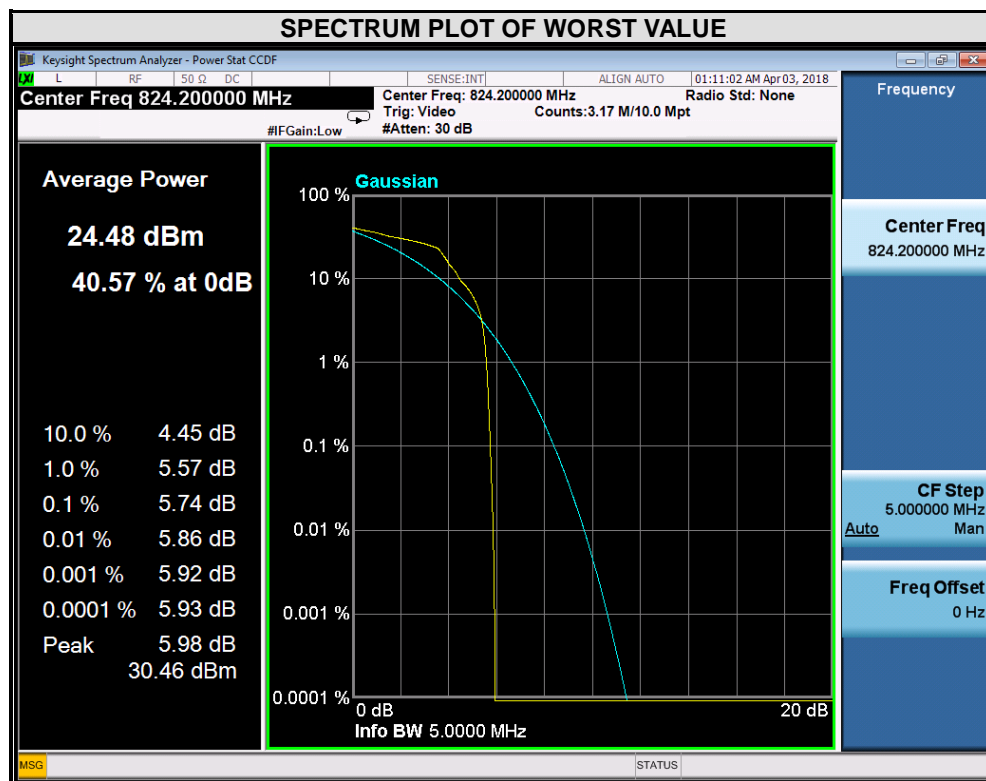 SPECTRUM PLOT OF WORST VALUE
Keysight Spectrum Analyzer - Power Stat CCDF
LXI L RF 50 Ω DC SENSE:INT ALIGN AUTO 01:11:02 AM Apr 03, 2018
Center Freq 824.200000 MHz
Center Freq: 824.200000 MHz Radio Std: None
Trig: Video Counts:3.17 M/10.0 Mpt
#IFGain:Low #Atten: 30 dB
Average Power
24.48 dBm
40.57 % at 0dB
10.0 % 4.45 dB
1.0 % 5.57 dB
0.1 % 5.74 dB
0.01 % 5.86 dB
0.001 % 5.92 dB
0.0001 % 5.93 dB
Peak 5.98 dB
30.46 dBm
Gaussian
100 %
10 %
1 %
0.1 %
0.01 %
0.001 %
0.0001 %
0 dB 20 dB
Info BW 5.0000 MHz
Frequency
Center Freq
824.200000 MHz
CF Step
5.000000 MHz
Auto Man
Freq Offset
0 Hz
MSG STATUS